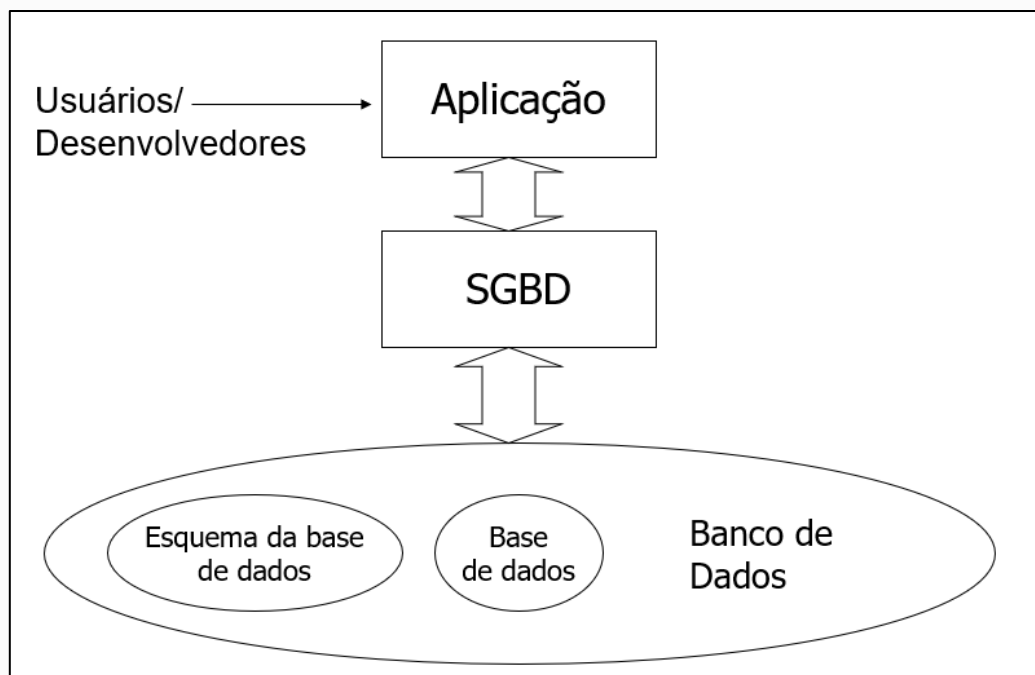 Aplicação
Usuários/
Desenvolvedores
SGBD
Esquema da base
de dados
Base
de dados
Banco de
Dados